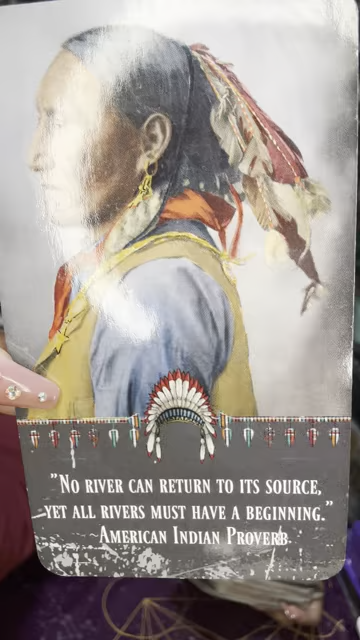 "No river can return to its source,
yet all rivers must have a beginning."
American Indian Proverb